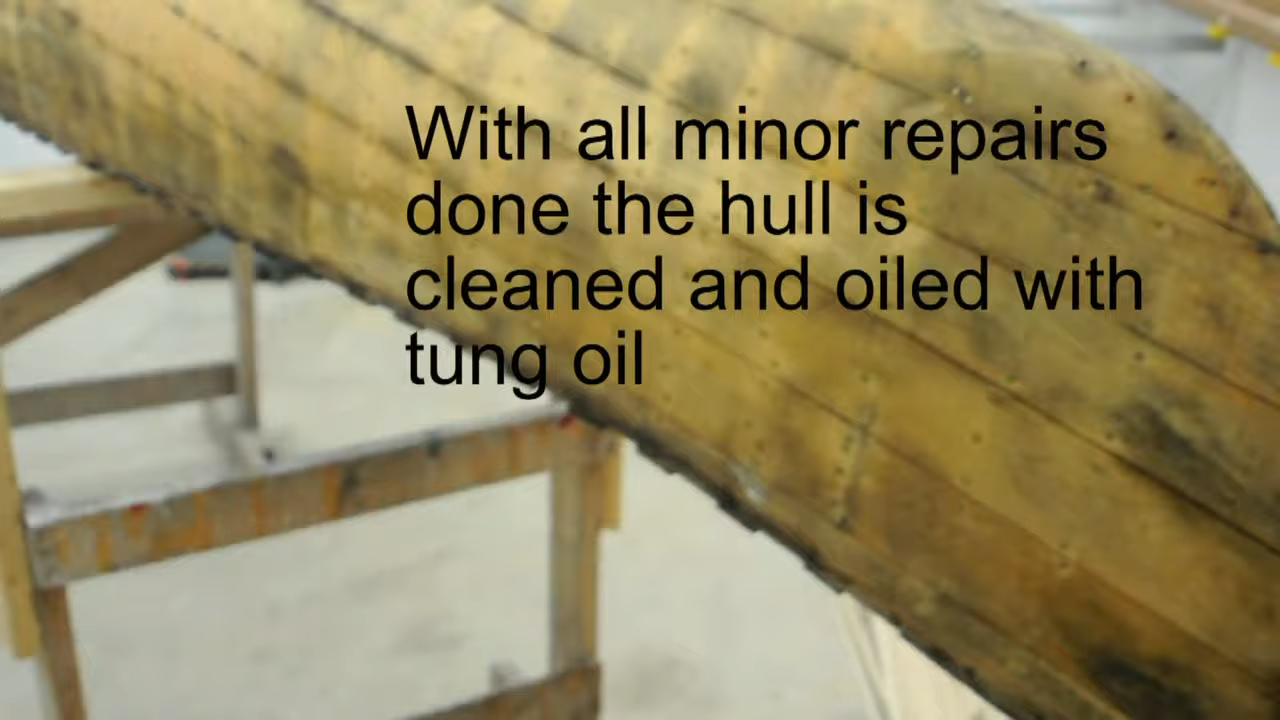 With all minor repairs
done the hull is
cleaned and oiled with
tung oil